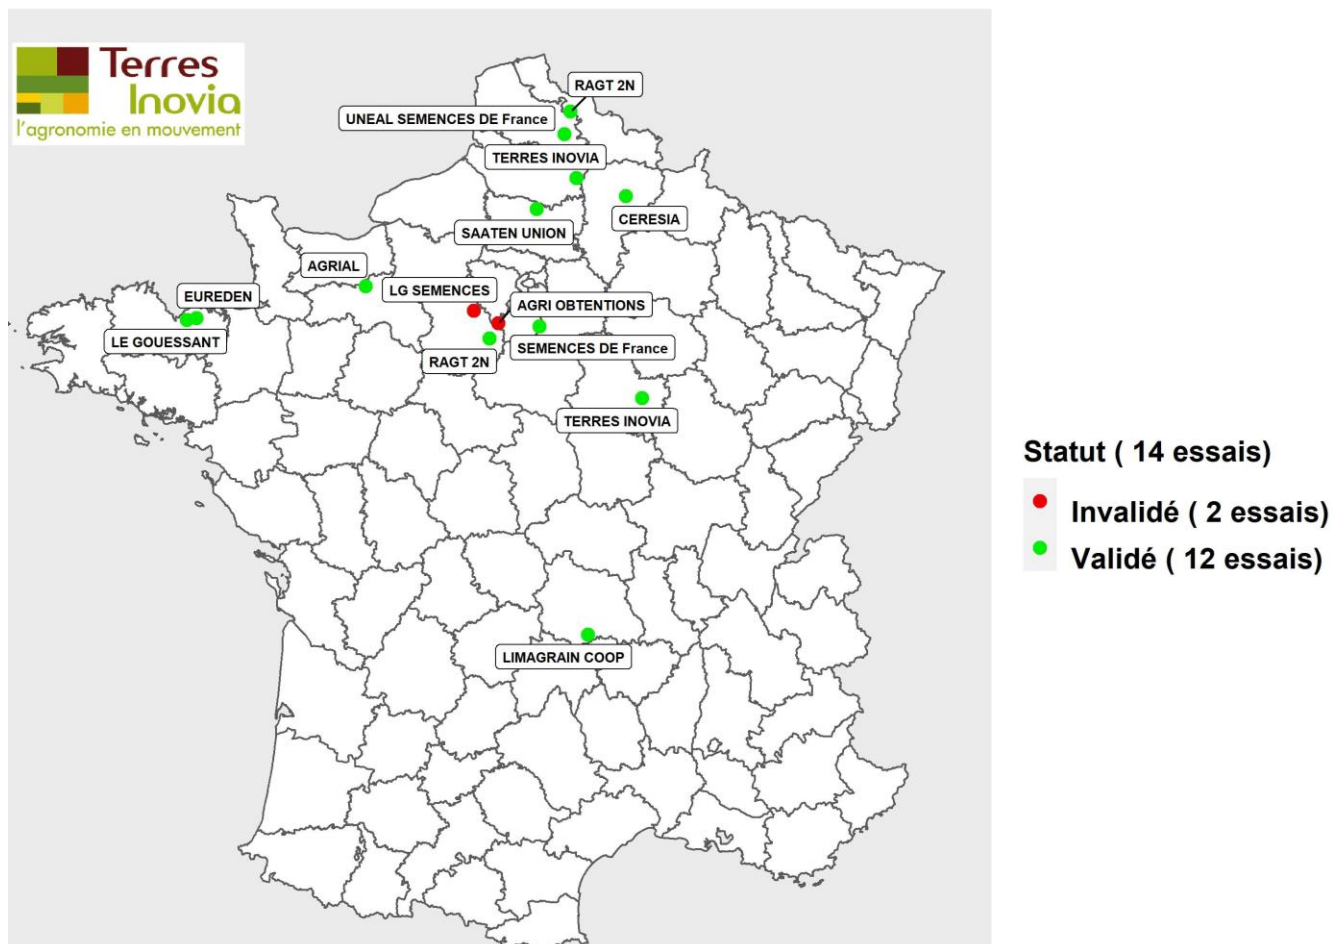 Terres
Inovia
l'agronomie en mouvement
RAGT 2N
UNEAL SEMENCES DE France
TERRES INOVIA
CERESIA
SAATEN UNION
AGRIAL
LG SEMENCES
EUREDEN
AGRI OBTENTIONS
LE GOUESSANT
SEMENCES DE France
RAGT 2N
TERRES INOVIA
LIMAGRAIN COOP
Statut ( 14 essais)
Invalidé ( 2 essais)
Validé ( 12 essais)